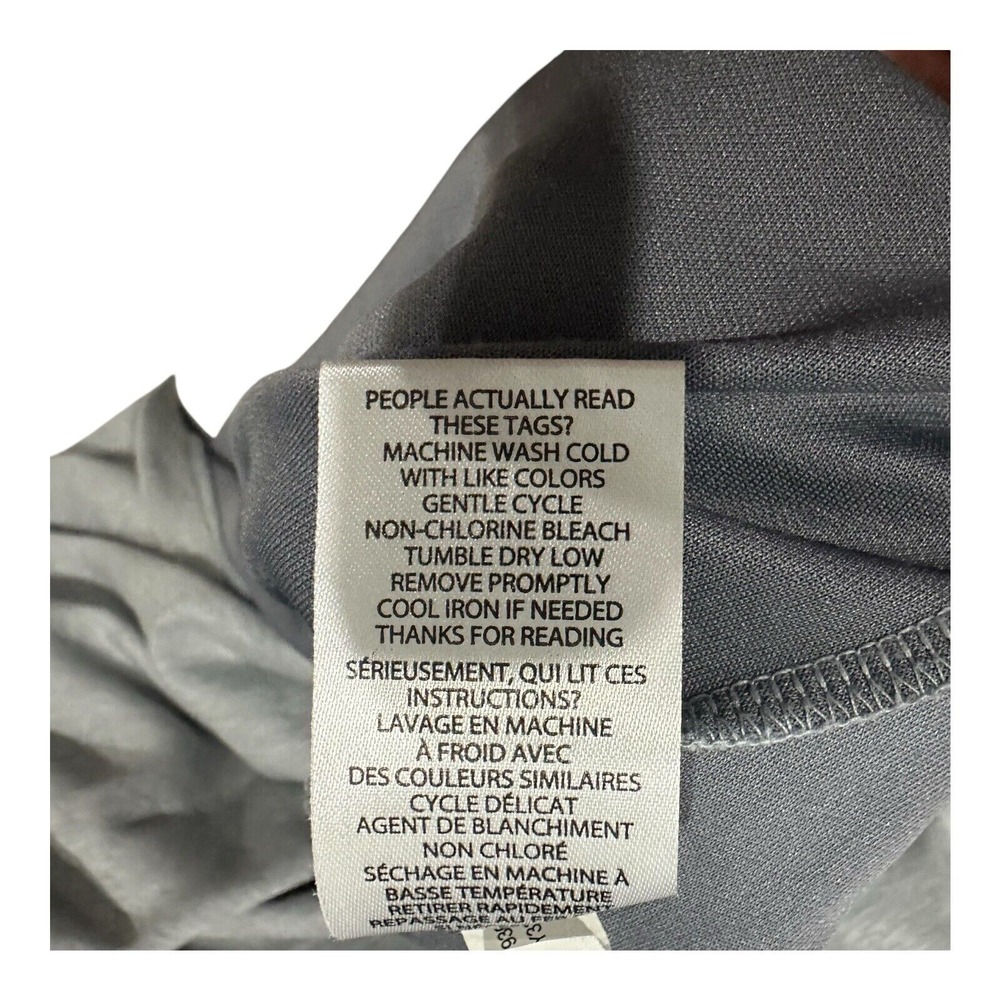 PEOPLE ACTUALLY READ
THESE TAGS?
MACHINE WASH COLD
WITH LIKE COLORS
GENTLE CYCLE
NON-CHLORINE BLEACH
TUMBLE DRY LOW
REMOVE PROMPTLY
COOL IRON IF NEEDED
THANKS FOR READING
SÉRIEUSEMENT, QUI LIT CES
INSTRUCTIONS?
LAVAGE EN MACHINE
À FROID AVEC
DES COULEURS SIMILAIRES
CYCLE DÉLICAT
AGENT DE BLANCHIMENT
NON CHLORÉ
SÉCHAGE EN MACHINE À
BASSE TEMPÉRATURE
RETIRER RAPIDEMENT
REPASSAGE AU